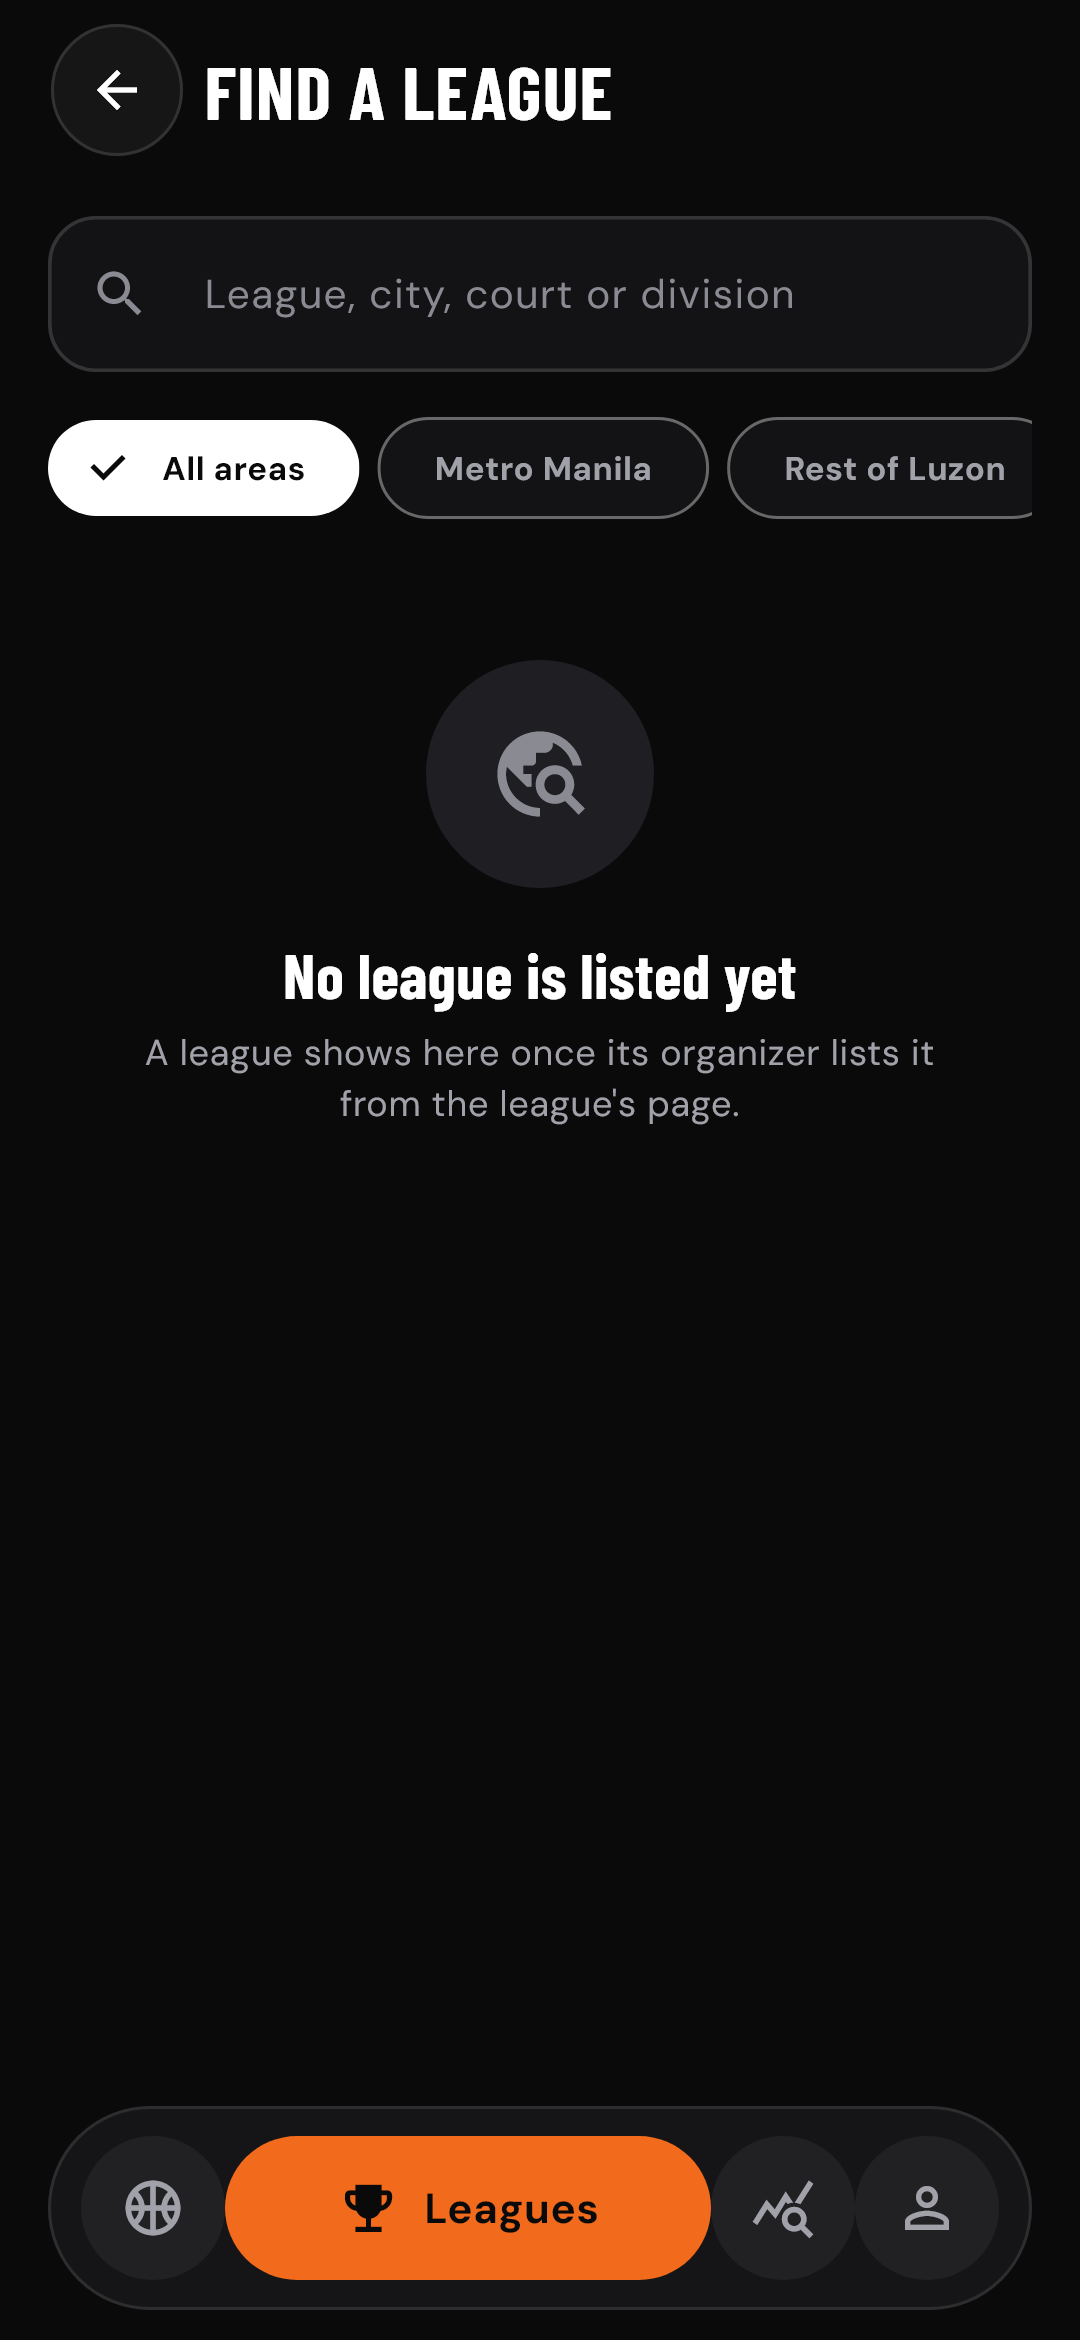 FIND A LEAGUE
League, city, court or division
All areas
Metro Manila
Rest of Luzon
No league is listed yet
A league shows here once its organizer lists it
from the league's page.
Leagues